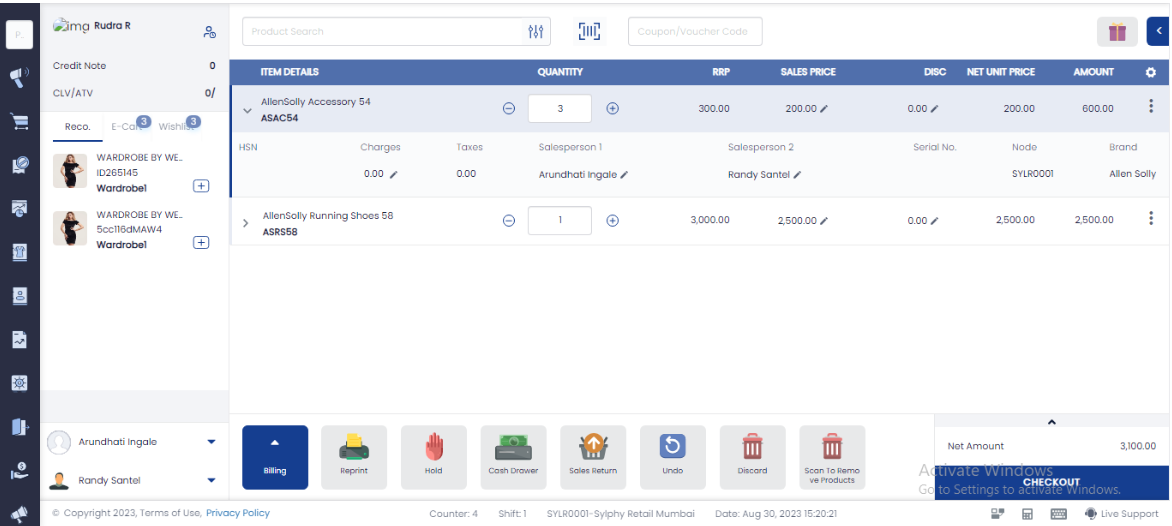 P..
img Rudra R
Credit Note 0
CLV/ATV 0/
Reco. E-Cart 3 Wishlist 3
WARDROBE BY WE..
ID265145
Wardrobe1
WARDROBE BY WE..
5cc116dMAW4
Wardrobe1
Arundhati Ingale
Randy Santel
Product Search
Coupon/Voucher Code
ITEM DETAILS QUANTITY RRP SALES PRICE DISC NET UNIT PRICE AMOUNT
AllenSolly Accessory 54
ASAC54
3 300.00 200.00 0.00 200.00 600.00
HSN Charges Taxes Salesperson 1 Salesperson 2 Serial No. Node Brand
0.00 0.00 Arundhati Ingale Randy Santel SYLR0001 Allen Solly
AllenSolly Running Shoes 58
ASRS58
1 3,000.00 2,500.00 0.00 2,500.00 2,500.00
Billing
Reprint
Hold
Cash Drawer
Sales Return
Undo
Discard
Scan To Remo
ve Products
Net Amount 3,100.00
CHECKOUT
Activate Windows
Go to Settings to activate Windows.
© Copyright 2023, Terms of Use, Privacy Policy
Counter: 4 Shift: 1 SYLR0001-Sylphy Retail Mumbai Date: Aug 30, 2023 15:20:21
Live Support